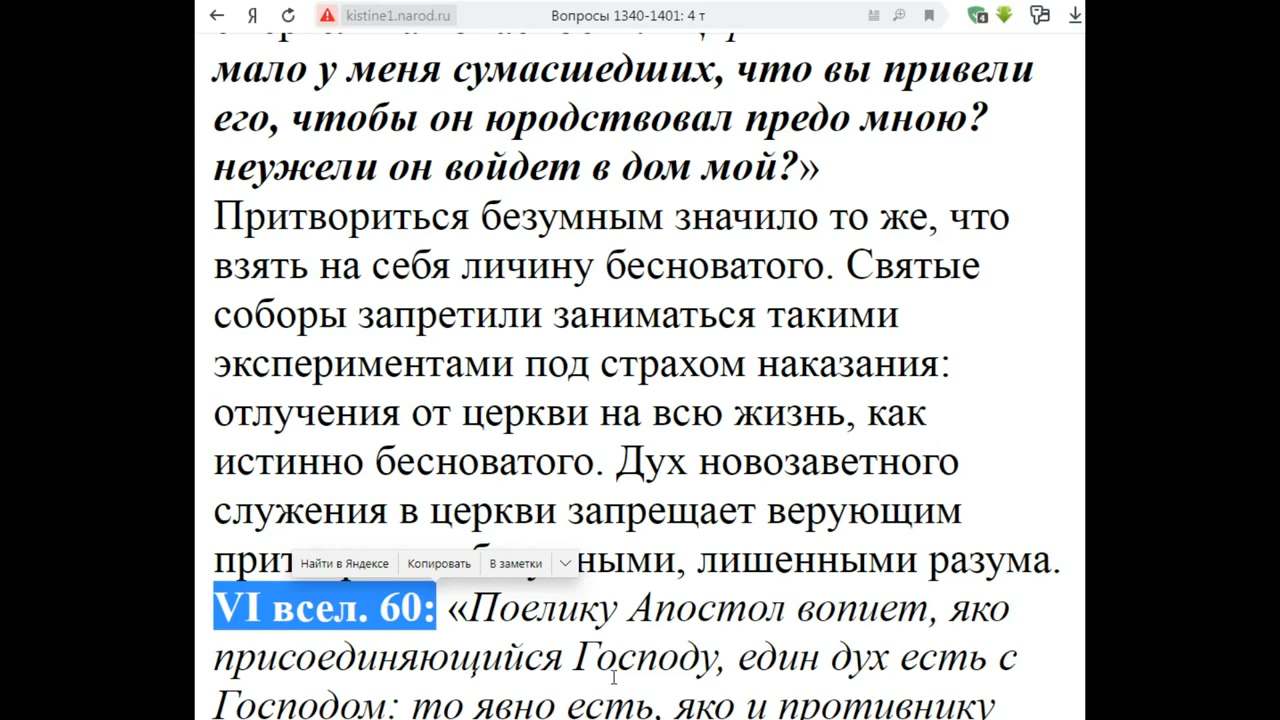 Я kistine1.narod.ru Вопросы 1340-1401: 4 т 4
мало у меня сумасшедших, что вы привели
его, чтобы он юродствовал предо мною?
неужели он войдет в дом мой?»
Притвориться безумным значило то же, что
взять на себя личину бесноватого. Святые
соборы запретили заниматься такими
экспериментами под страхом наказания:
отлучения от церкви на всю жизнь, как
истинно бесноватого. Дух новозаветного
служения в церкви запрещает верующим
лишенными разума.
Найти в Яндексе Копировать В заметки
VI всел. 60: «Поелику Апостол вопиет, яко
присоединяющийся Господу, един дух есть с
Господом: то явно есть, яко и противнику